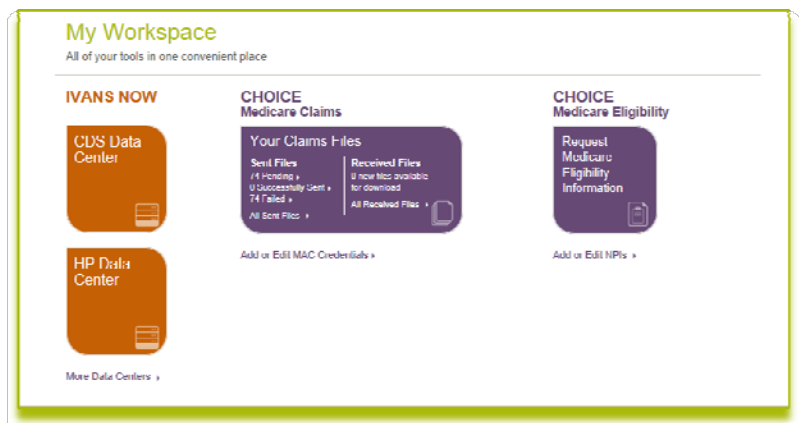 My Workspace
All of your tools in one convenient place
IVANS NOW
CDS Data
Center
HP Data
Center
More Data Centers
CHOICE
Medicare Claims
Your Claims Files
Sent Files
74 Pending
0 Successfully Sent
74 Failed
All Sent Files
Received Files
0 new files available
for download
All Received Files
Add or Edit MAC Credentials
CHOICE
Medicare Eligibility
Request
Medicare
Eligibility
Information
Add or Edit NPIs